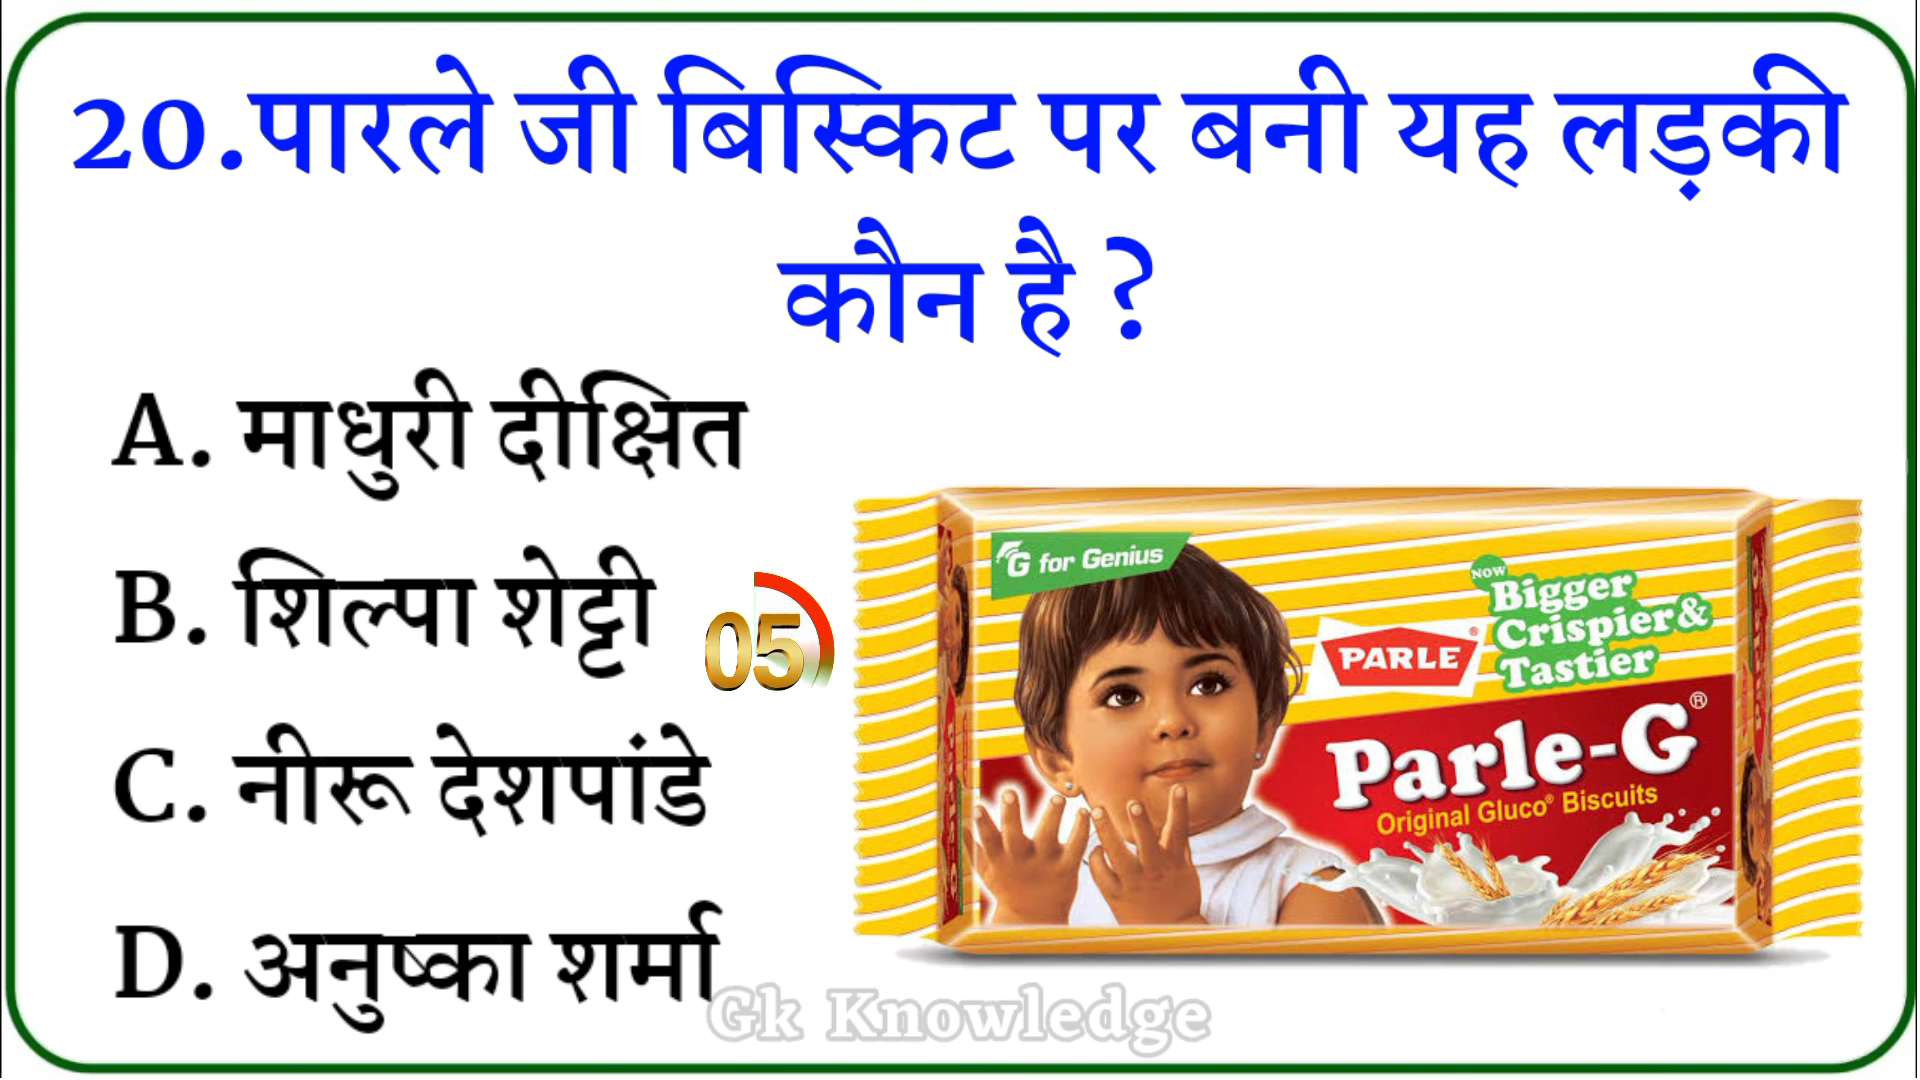 20.पारले जी बिस्किट पर बनी यह लड़की
कौन है ?
A. माधुरी दीक्षित
B. शिल्पा शेट्टी
05
C. नीरू देशपांडे
D. अनुष्का शर्मा
G for Genius
NOW
Bigger
Crispier &
Tastier
PARLE®
Parle-G®
Original Gluco® Biscuits
Gk Knowledge